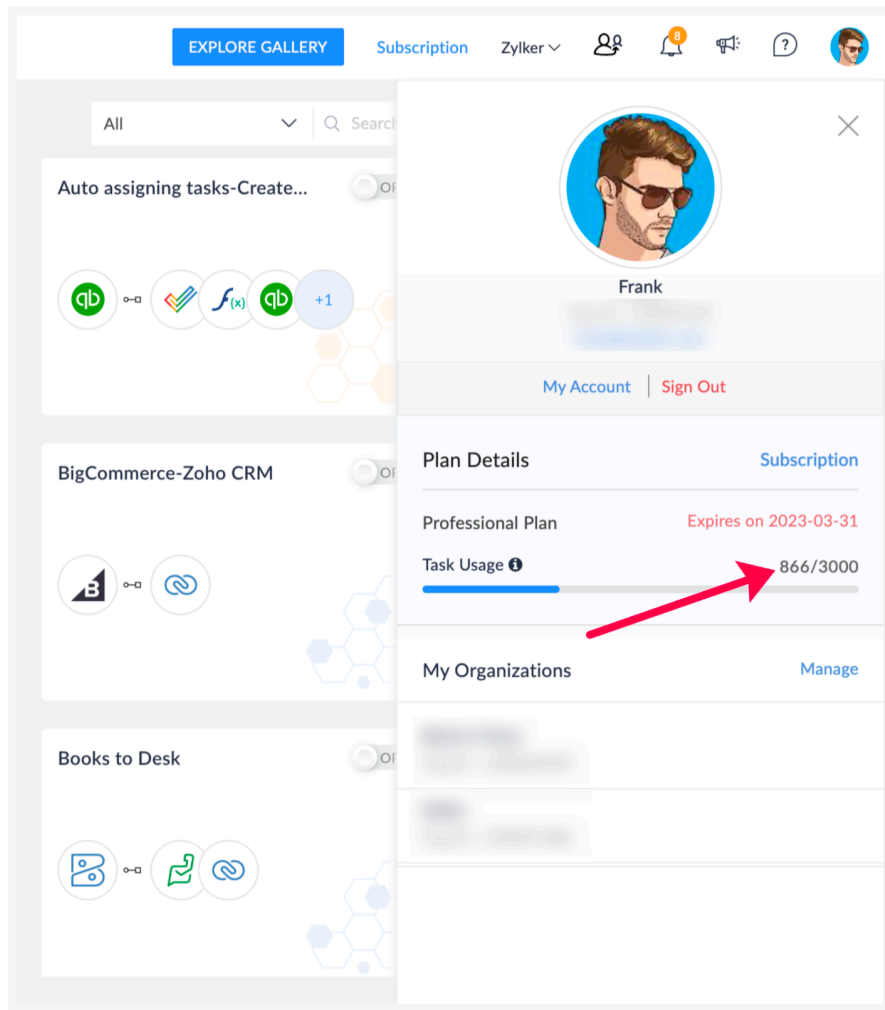 EXPLORE GALLERY Subscription Zylker 8 ?
All Search
Auto assigning tasks-Create...
qb f(x) qb +1
BigCommerce-Zoho CRM
B
Books to Desk
Frank
My Account | Sign Out
Plan Details Subscription
Professional Plan Expires on 2023-03-31
Task Usage i 866/3000
My Organizations Manage